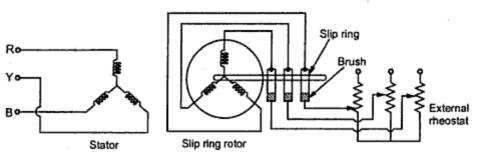 R
Y
B
Stator
Slip ring rotor
Slip ring
Brush
External
rheostat